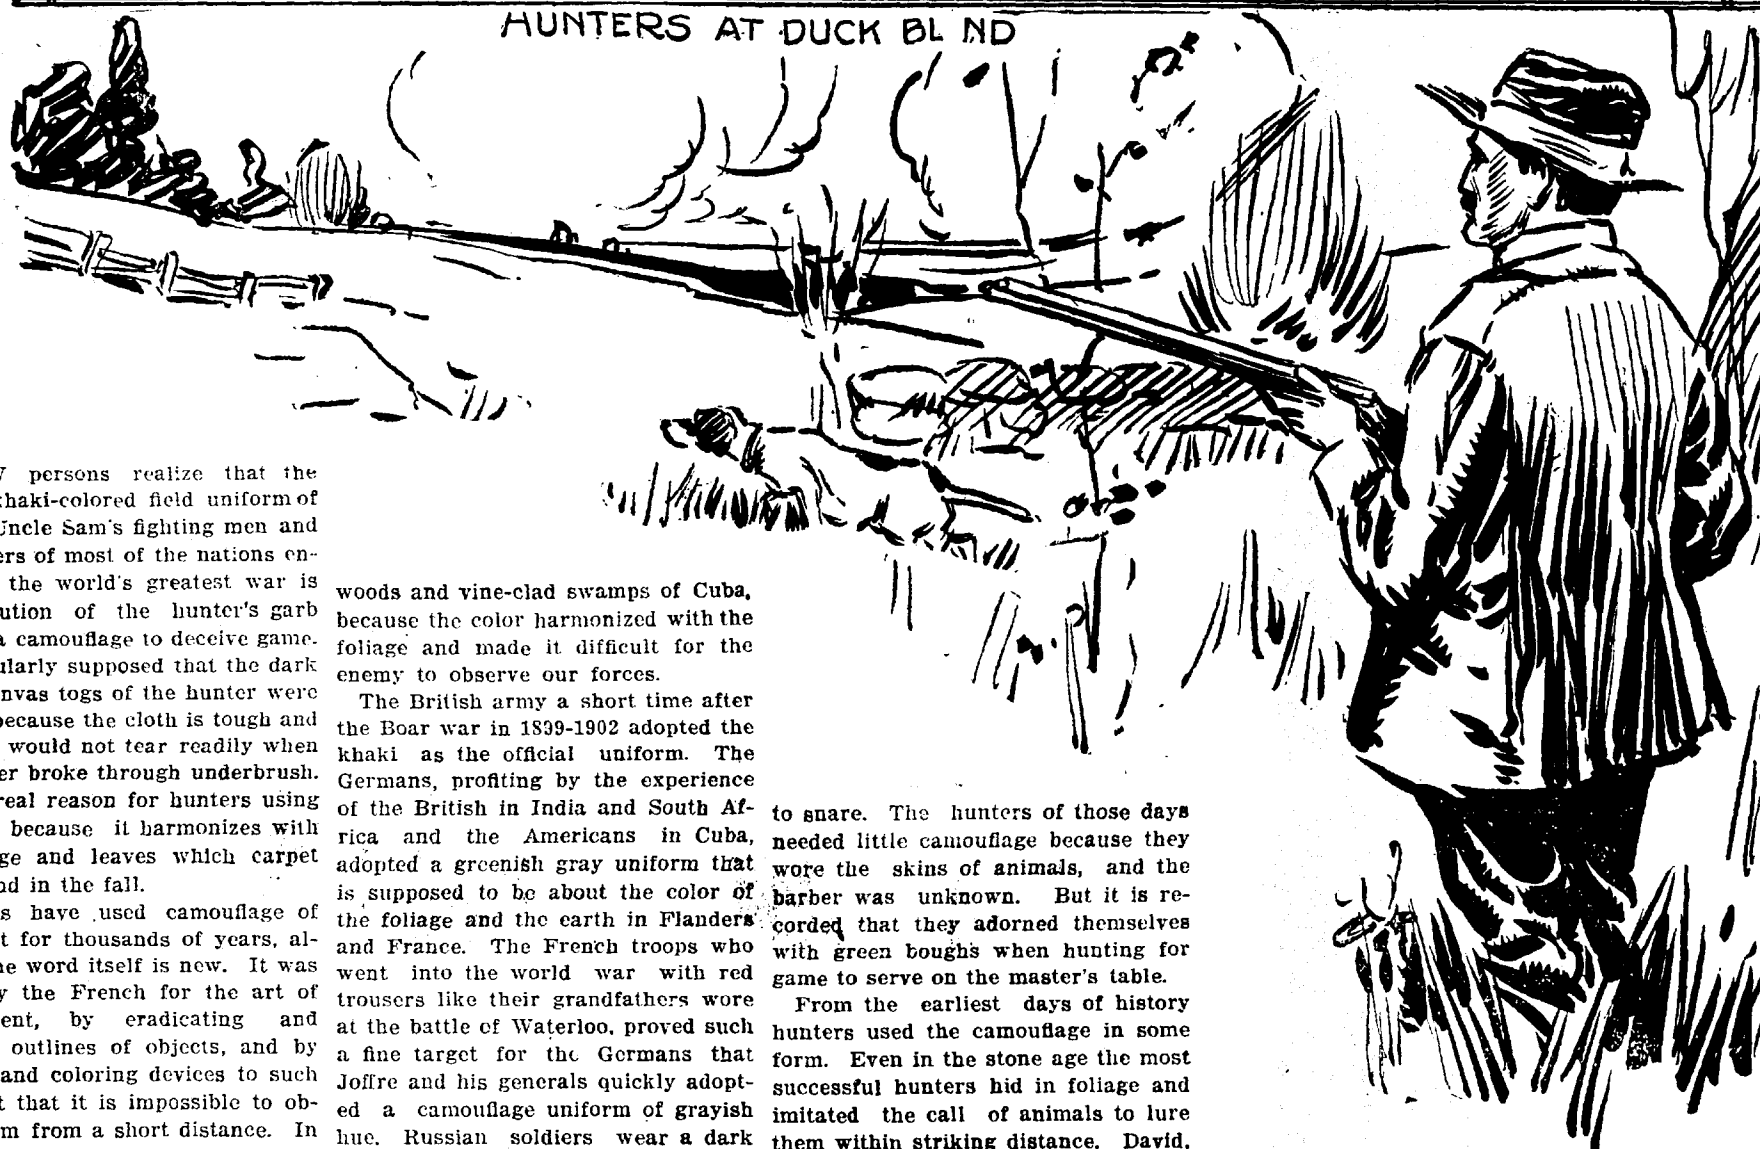 HUNTERS AT DUCK BL ND
persons realize that the
khaki-colored field uniform of
Uncle Sam's fighting men and
ers of most of the nations en-
the world's greatest war is
ution of the hunter's garb
a camouflage to deceive game.
ularly supposed that the dark
nvas togs of the hunter were
because the cloth is tough and
would not tear readily when
er broke through underbrush.
real reason for hunters using
because it harmonizes with
ge and leaves which carpet
nd in the fall.
s have used camouflage of
t for thousands of years, al-
he word itself is new. It was
y the French for the art of
ent, by eradicating and
outlines of objects, and by
and coloring devices to such
t that it is impossible to ob-
m from a short distance. In
woods and vine-clad swamps of Cuba,
because the color harmonized with the
foliage and made it difficult for the
enemy to observe our forces.
The British army a short time after
the Boar war in 1899-1902 adopted the
khaki as the official uniform. The
Germans, profiting by the experience
of the British in India and South Af-
rica and the Americans in Cuba,
adopted a greenish gray uniform that
is supposed to be about the color of
the foliage and the earth in Flanders
and France. The French troops who
went into the world war with red
trousers like their grandfathers wore
at the battle of Waterloo, proved such
a fine target for the Germans that
Joffre and his generals quickly adopt-
ed a camouflage uniform of grayish
hue. Russian soldiers wear a dark
to snare. The hunters of those days
needed little camouflage because they
wore the skins of animals, and the
barber was unknown. But it is re-
corded that they adorned themselves
with green boughs when hunting for
game to serve on the master's table.
From the earliest days of history
hunters used the camouflage in some
form. Even in the stone age the most
successful hunters hid in foliage and
imitated the call of animals to lure
them within striking distance. David,